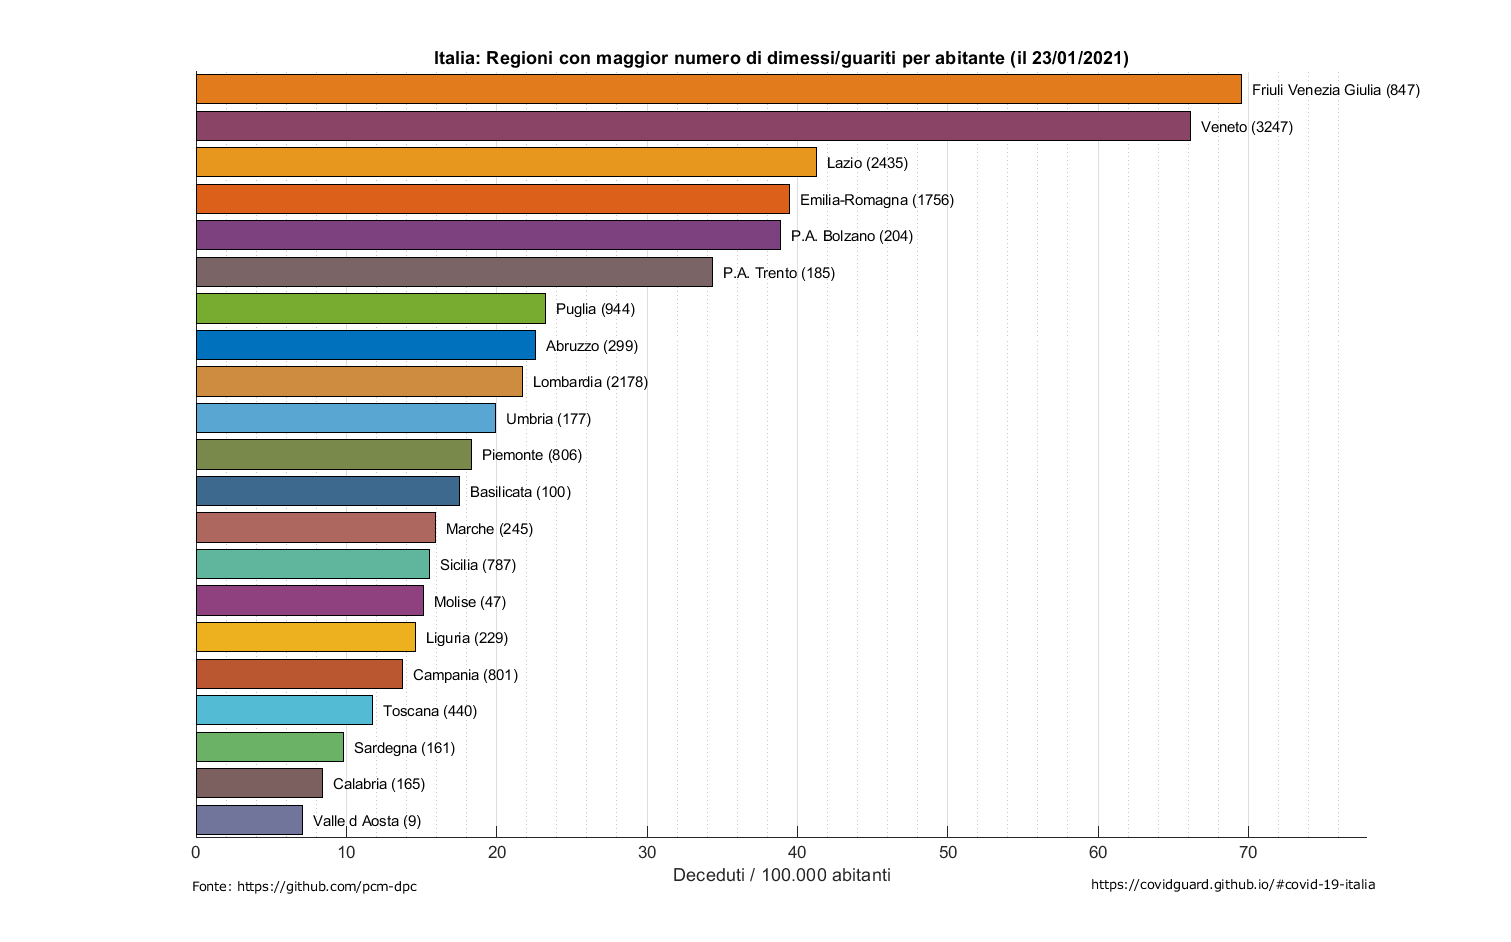 Italia: Regioni con maggior numero di dimessi/guariti per abitante (il 23/01/2021)
Friuli Venezia Giulia (847)
Veneto (3247)
Lazio (2435)
Emilia-Romagna (1756)
P.A. Bolzano (204)
P.A. Trento (185)
Puglia (944)
Abruzzo (299)
Lombardia (2178)
Umbria (177)
Piemonte (806)
Basilicata (100)
Marche (245)
Sicilia (787)
Molise (47)
Liguria (229)
Campania (801)
Toscana (440)
Sardegna (161)
Calabria (165)
Valle d Aosta (9)
0 10 20 30 40 50 60 70
Deceduti / 100.000 abitanti
Fonte: https://github.com/pcm-dpc
https://covidguard.github.io/#covid-19-italia